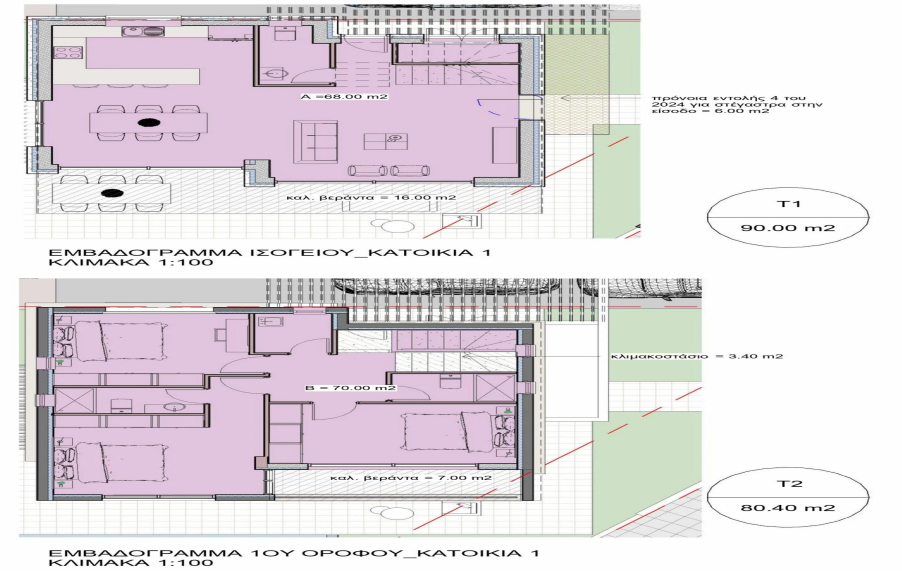 Α =68.00 m2
πρόνοια εντολής 4 του
2024 για στέγαστρα στην
είσοδο = 6.00 m2
καλ. βεράντα = 16.00 m2
Τ1
90.00 m2
ΕΜΒΑΔΟΓΡΑΜΜΑ ΙΣΟΓΕΙΟΥ_ΚΑΤΟΙΚΙΑ 1
ΚΛΙΜΑΚΑ 1:100
κλιμακοστάσιο = 3.40 m2
Β = 70.00 m2
καλ. βεράντα = 7.00 m2
Τ2
80.40 m2
ΕΜΒΑΔΟΓΡΑΜΜΑ 1ΟΥ ΟΡΟΦΟΥ_ΚΑΤΟΙΚΙΑ 1
ΚΛΙΜΑΚΑ 1:100